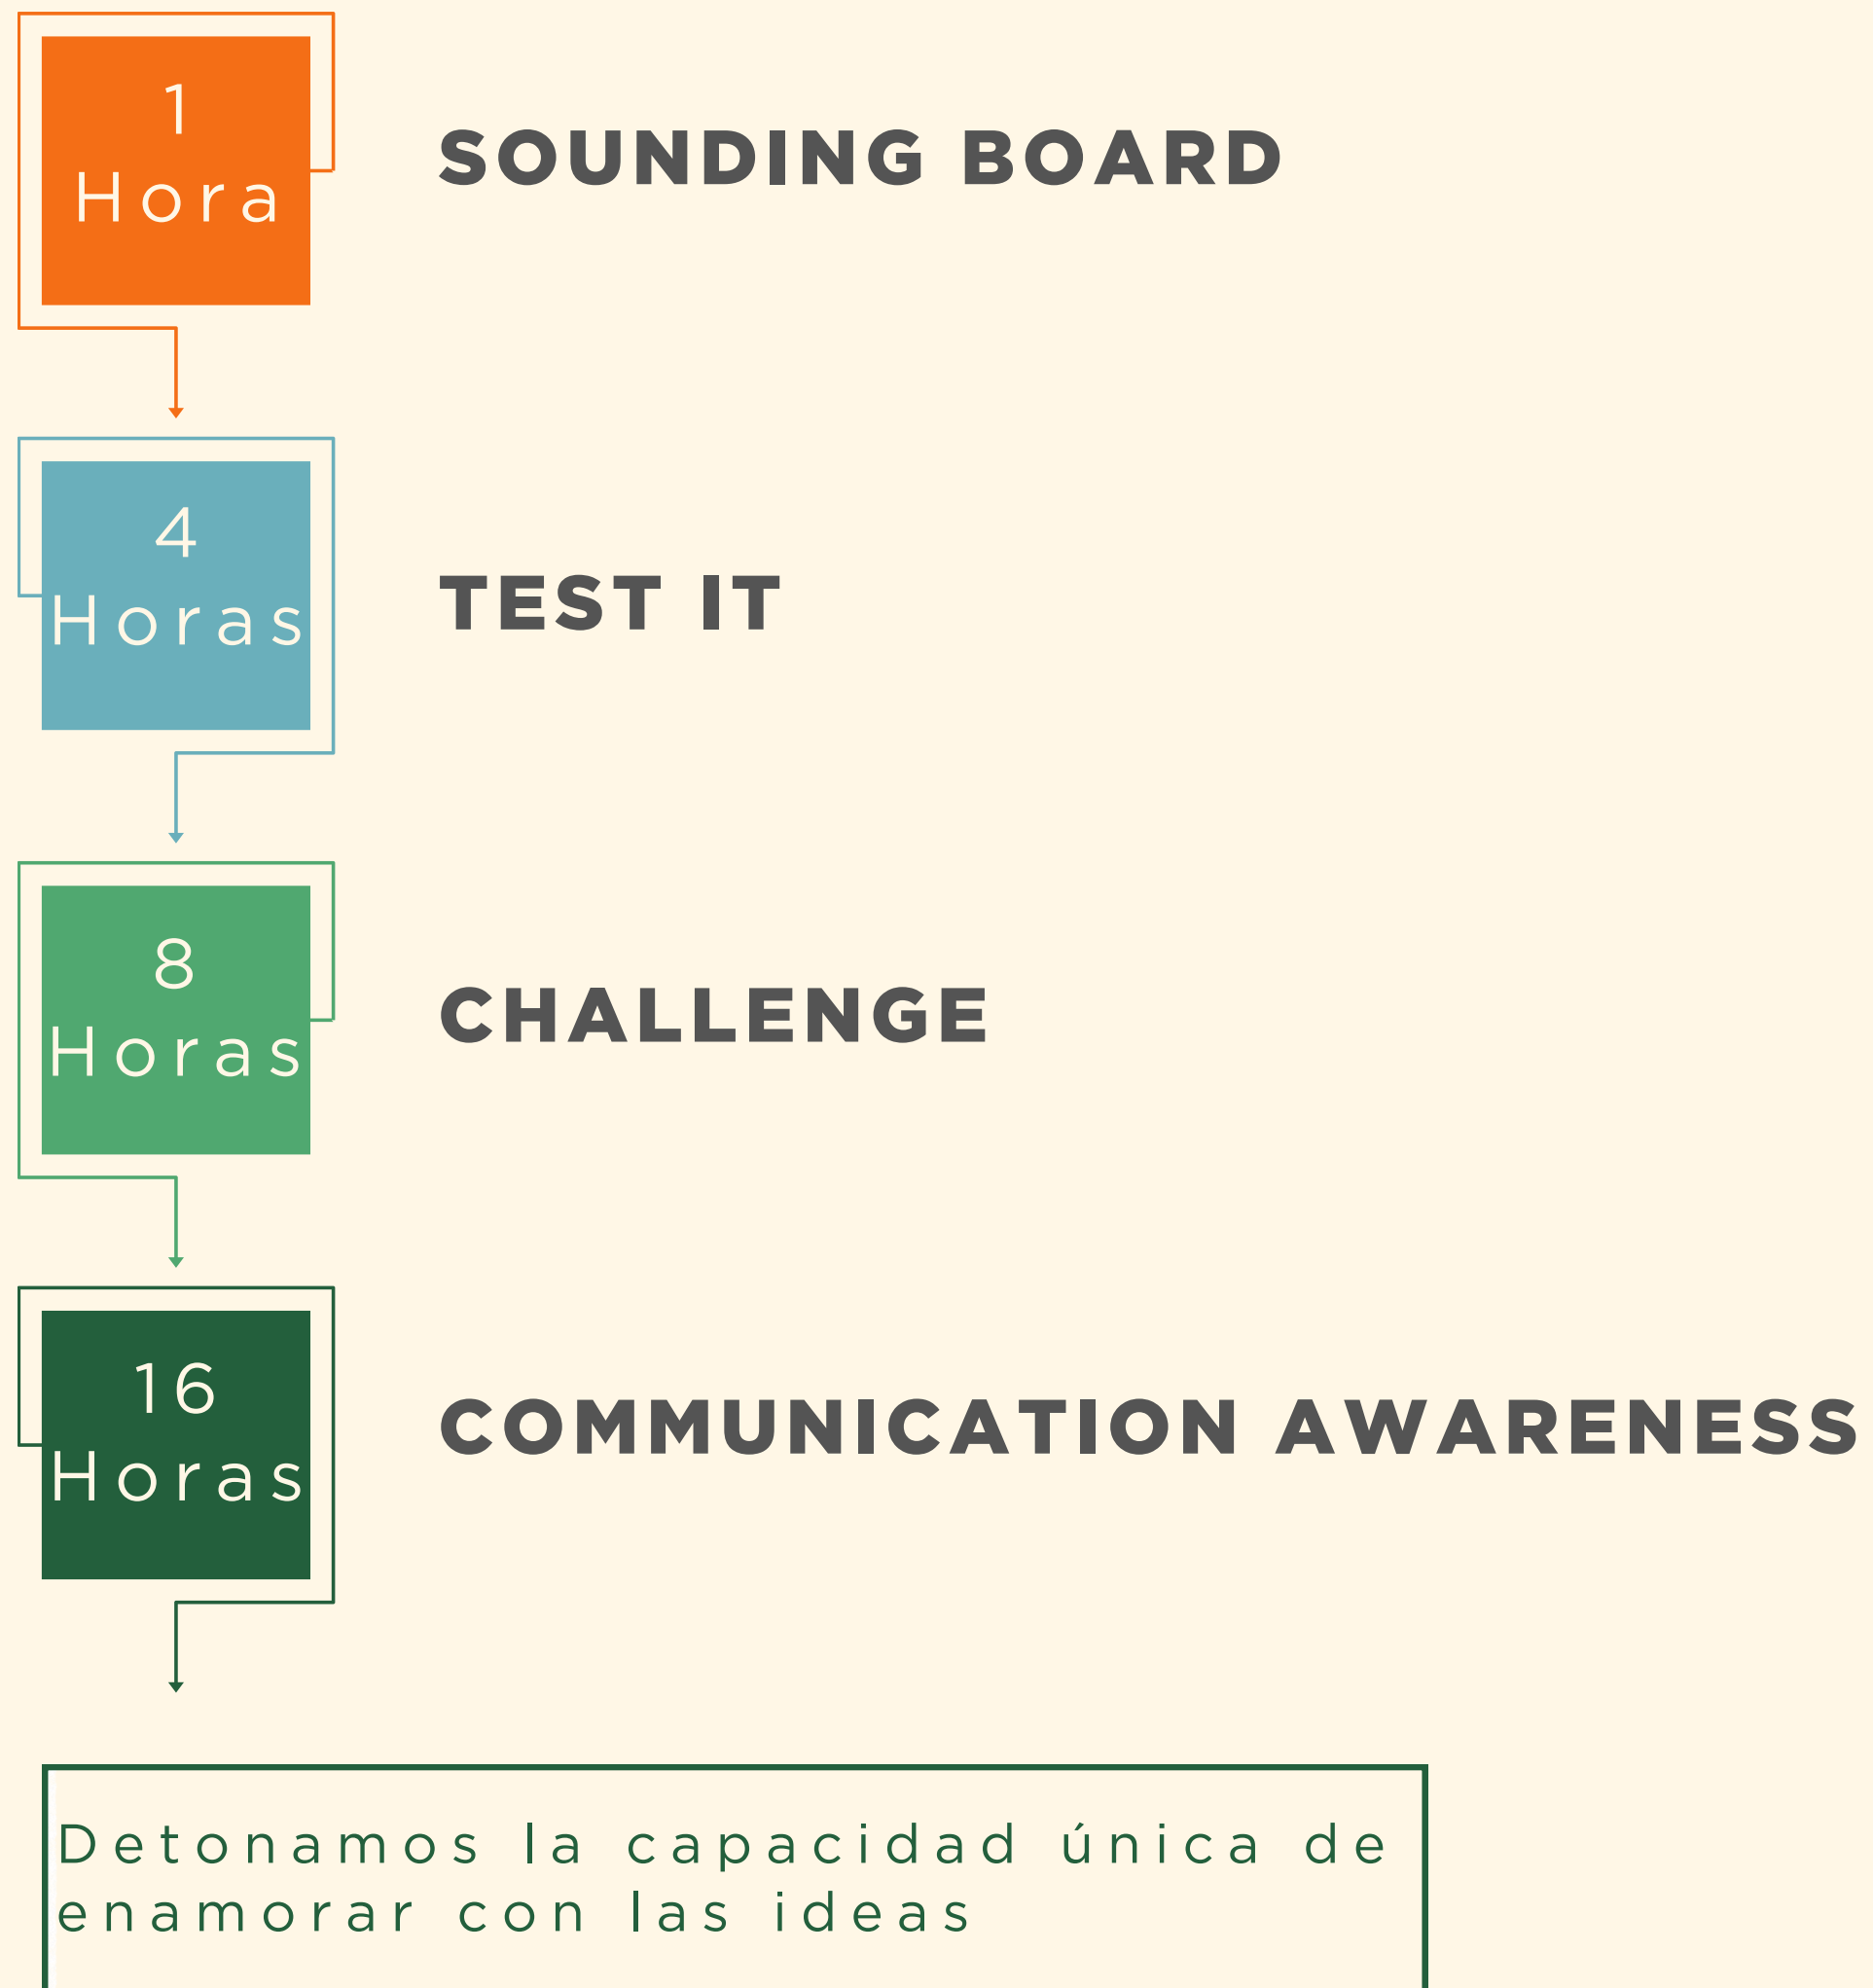 1
Hora
SOUNDING BOARD
4
Horas
TEST IT
8
Horas
CHALLENGE
16
Horas
COMMUNICATION AWARENESS
Detonamos la capacidad única de
enamorar con las ideas